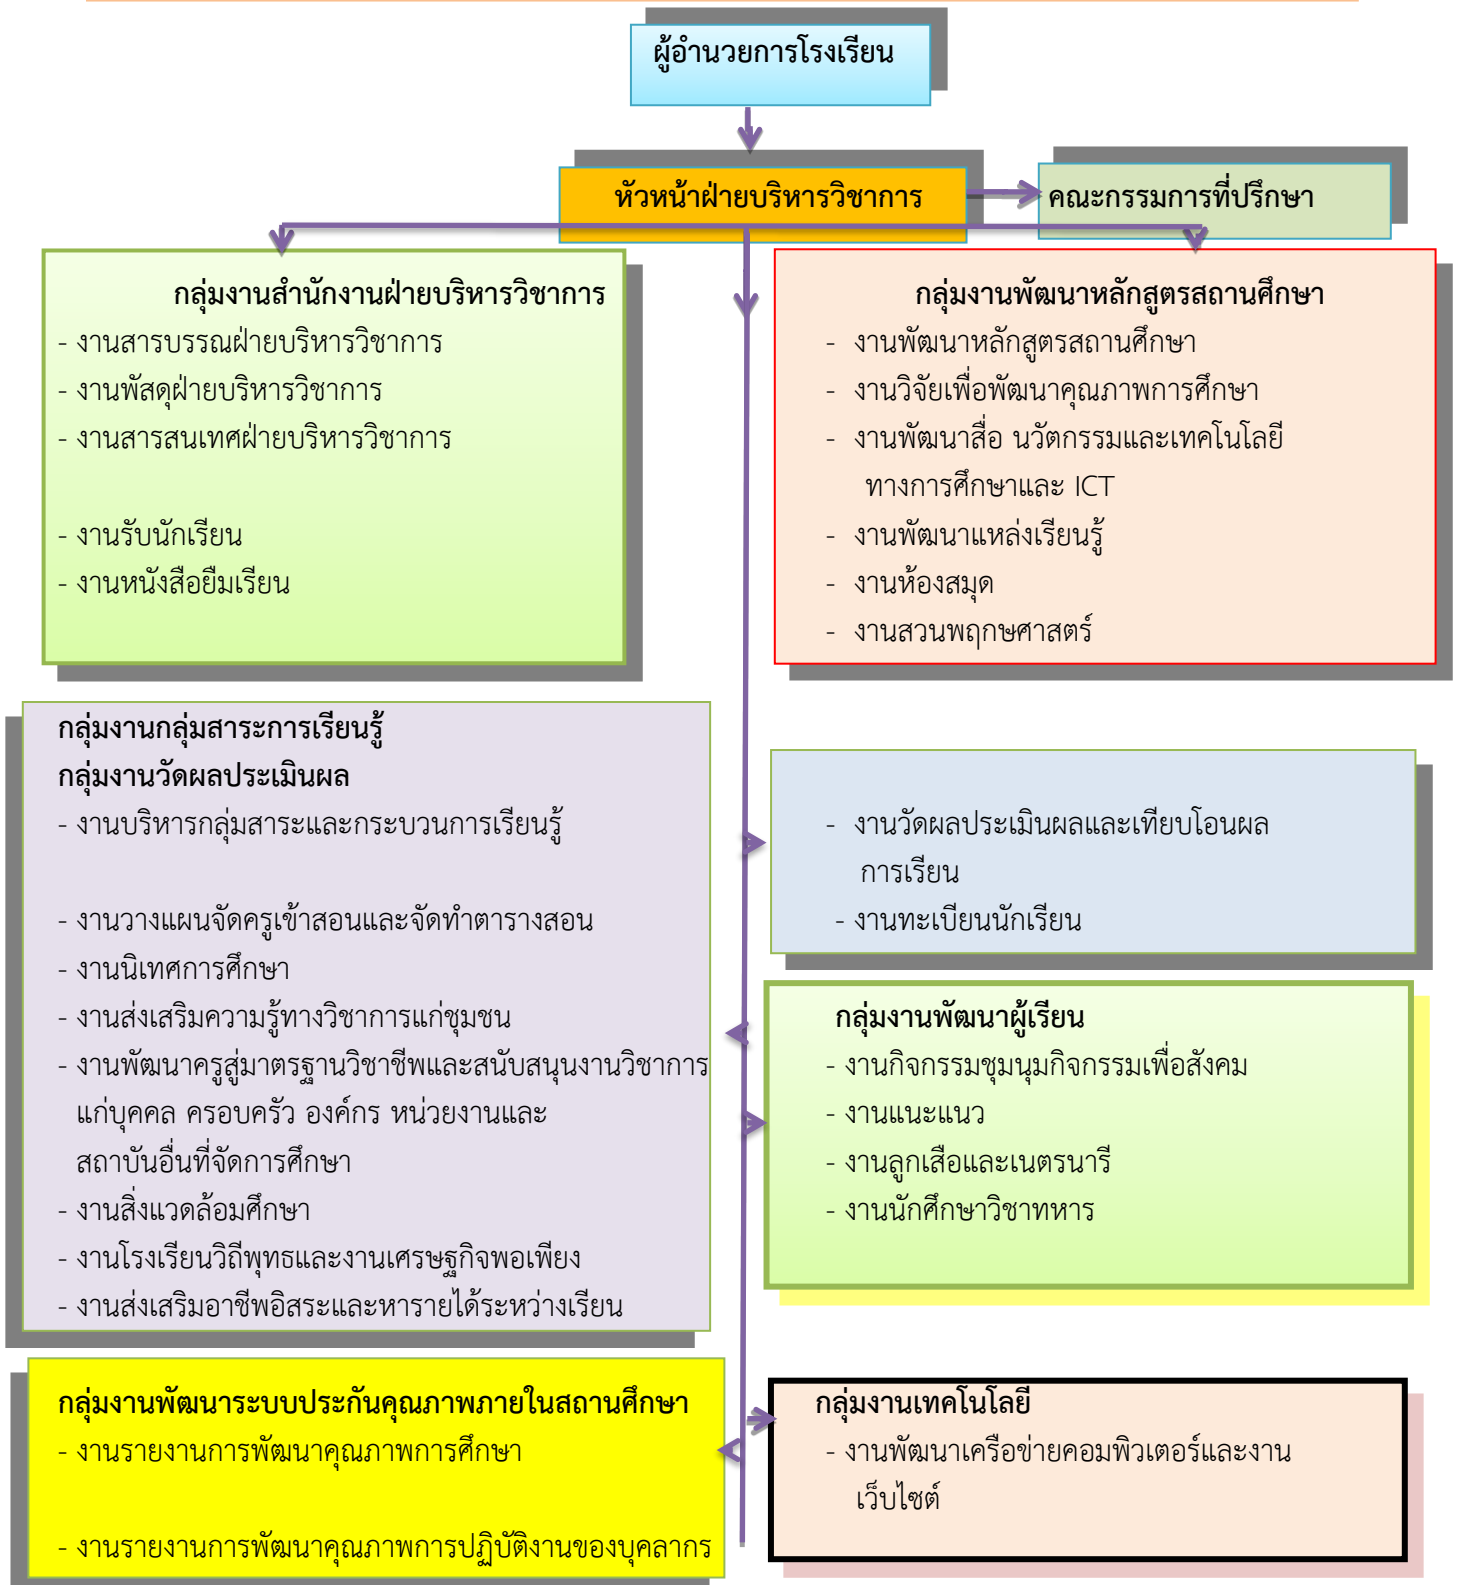 ผู้อำนวยการโรงเรียน
หัวหน้าฝ่ายบริหารวิชาการ
คณะกรรมการที่ปรึกษา
กลุ่มงานสำนักงานฝ่ายบริหารวิชาการ
- งานสารบรรณฝ่ายบริหารวิชาการ
- งานพัสดุฝ่ายบริหารวิชาการ
- งานสารสนเทศฝ่ายบริหารวิชาการ
- งานรับนักเรียน
- งานหนังสือยืมเรียน
กลุ่มงานพัฒนาหลักสูตรสถานศึกษา
- งานพัฒนาหลักสูตรสถานศึกษา
- งานวิจัยเพื่อพัฒนาคุณภาพการศึกษา
- งานพัฒนาสื่อ นวัตกรรมและเทคโนโลยี
ทางการศึกษาและ ICT
- งานพัฒนาแหล่งเรียนรู้
- งานห้องสมุด
- งานสวนพฤกษศาสตร์
กลุ่มงานกลุ่มสาระการเรียนรู้
กลุ่มงานวัดผลประเมินผล
- งานบริหารกลุ่มสาระและกระบวนการเรียนรู้
- งานวางแผนจัดครูเข้าสอนและจัดทำตารางสอน
- งานนิเทศการศึกษา
- งานส่งเสริมความรู้ทางวิชาการแก่ชุมชน
- งานพัฒนาครูสู่มาตรฐานวิชาชีพและสนับสนุนงานวิชาการ
แก่บุคคล ครอบครัว องค์กร หน่วยงานและ
สถาบันอื่นที่จัดการศึกษา
- งานสิ่งแวดล้อมศึกษา
- งานโรงเรียนวิถีพุทธและงานเศรษฐกิจพอเพียง
- งานส่งเสริมอาชีพอิสระและหารายได้ระหว่างเรียน
- งานวัดผลประเมินผลและเทียบโอนผล
การเรียน
- งานทะเบียนนักเรียน
กลุ่มงานพัฒนาผู้เรียน
- งานกิจกรรมชุมนุมกิจกรรมเพื่อสังคม
- งานแนะแนว
- งานลูกเสือและเนตรนารี
- งานนักศึกษาวิชาทหาร
กลุ่มงานพัฒนาระบบประกันคุณภาพภายในสถานศึกษา
- งานรายงานการพัฒนาคุณภาพการศึกษา
- งานรายงานการพัฒนาคุณภาพการปฏิบัติงานของบุคลากร
กลุ่มงานเทคโนโลยี
- งานพัฒนาเครือข่ายคอมพิวเตอร์และงาน
เว็บไซต์